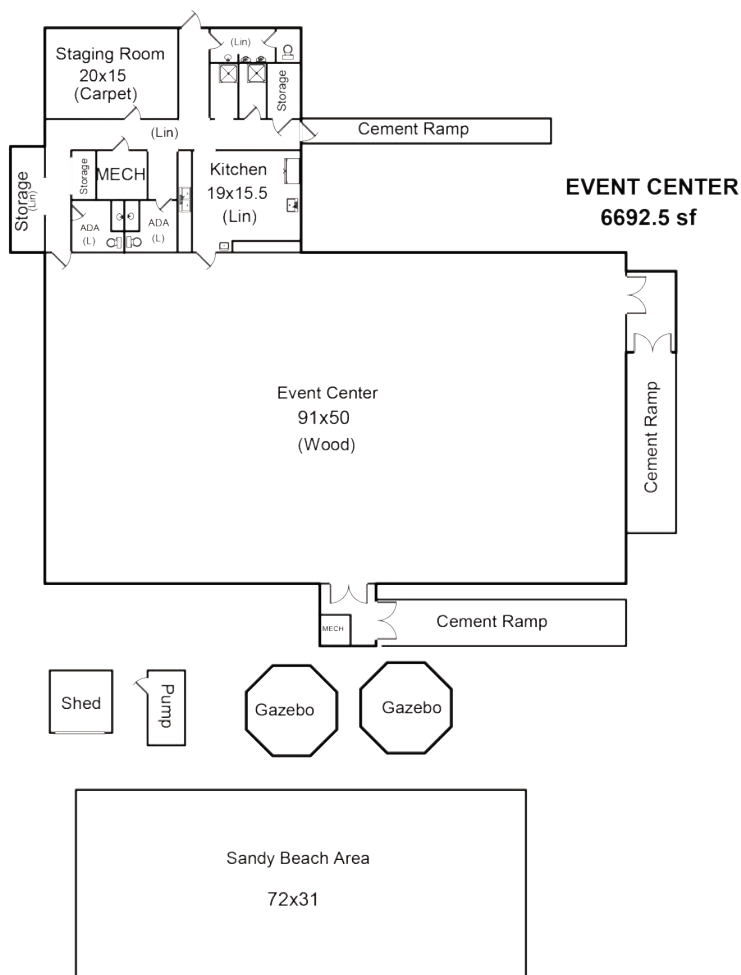 (Lin)
Staging Room
20x15
(Carpet)
Storage
(Lin)
Cement Ramp
Storage
(Lin)
Storage
MECH
Kitchen
19x15.5
(Lin)
EVENT CENTER
6692.5 sf
ADA
(L)
ADA
(L)
Event Center
91x50
(Wood)
Cement Ramp
MECH
Cement Ramp
Shed
Pump
Gazebo
Gazebo
Sandy Beach Area
72x31